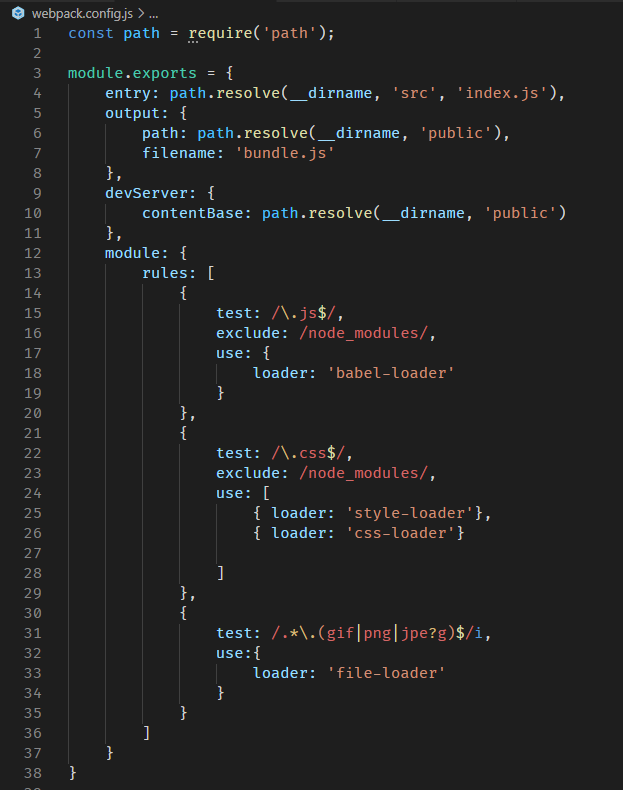 webpack.config.js > ...
1 const path = require('path');
2
3 module.exports = {
4     entry: path.resolve(__dirname, 'src', 'index.js'),
5     output: {
6         path: path.resolve(__dirname, 'public'),
7         filename: 'bundle.js'
8     },
9     devServer: {
10         contentBase: path.resolve(__dirname, 'public')
11     },
12     module: {
13         rules: [
14             {
15                 test: /\.js$/,
16                 exclude: /node_modules/,
17                 use: {
18                     loader: 'babel-loader'
19                 }
20             },
21             {
22                 test: /\.css$/,
23                 exclude: /node_modules/,
24                 use: [
25                     { loader: 'style-loader'},
26                     { loader: 'css-loader'}
27
28                 ]
29             },
30             {
31                 test: /.*\.(gif|png|jpe?g)$/i,
32                 use:{
33                     loader: 'file-loader'
34                 }
35             }
36         ]
37     }
38 }